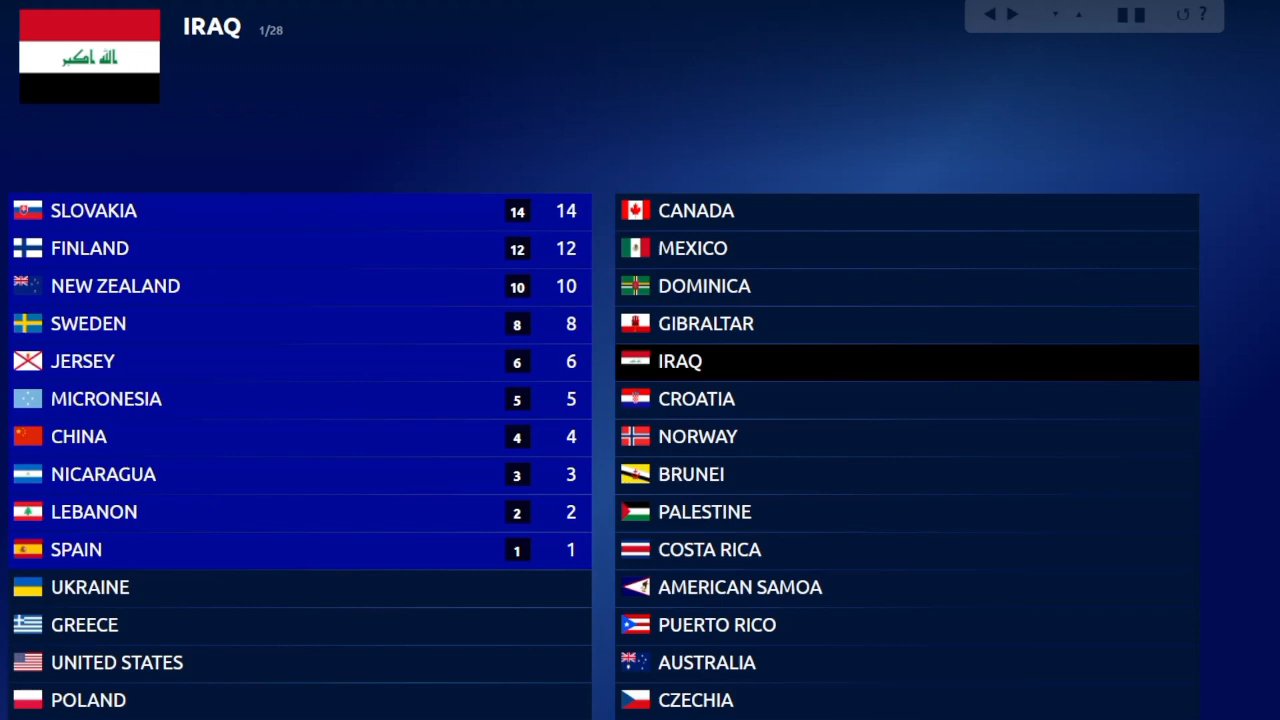 IRAQ 1/28
الله اكبر
?
SLOVAKIA 14 14
FINLAND 12 12
NEW ZEALAND 10 10
SWEDEN 8 8
JERSEY 6 6
MICRONESIA 5 5
CHINA 4 4
NICARAGUA 3 3
LEBANON 2 2
SPAIN 1 1
UKRAINE
GREECE
UNITED STATES
POLAND
CANADA
MEXICO
DOMINICA
GIBRALTAR
IRAQ
CROATIA
NORWAY
BRUNEI
PALESTINE
COSTA RICA
AMERICAN SAMOA
PUERTO RICO
AUSTRALIA
CZECHIA